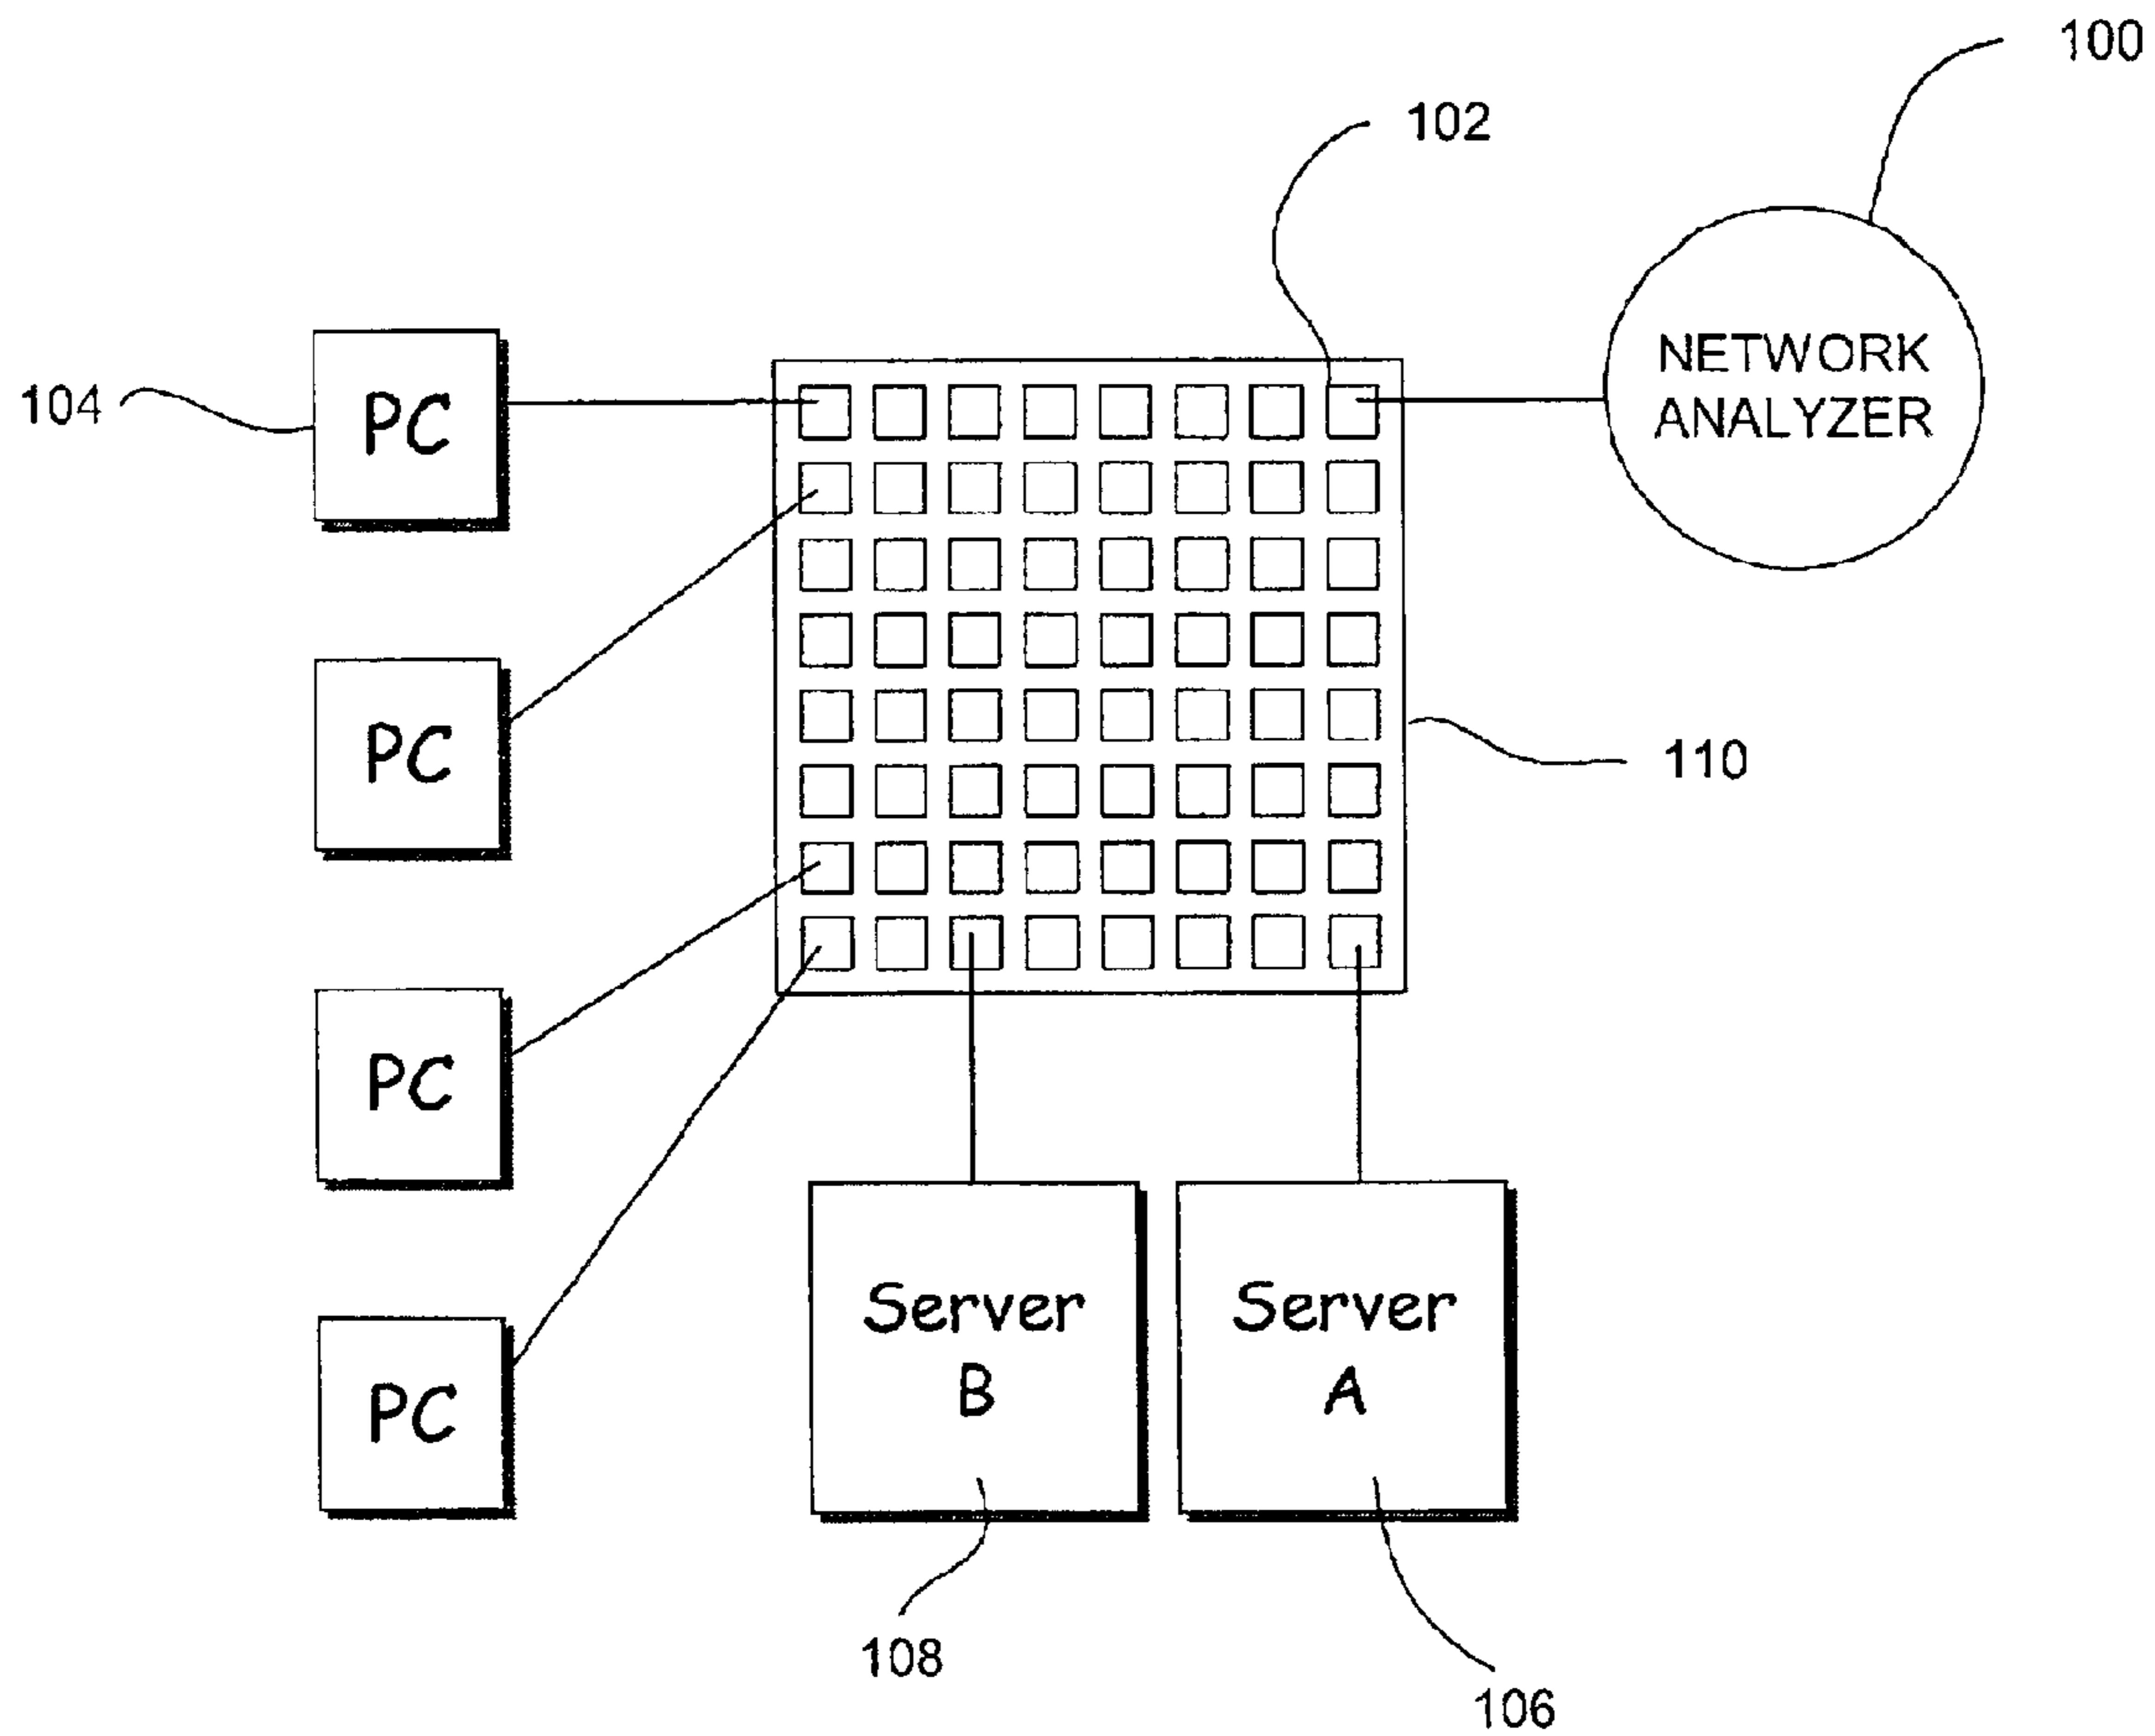 100
102
NETWORK
ANALYZER
104
PC
PC
110
PC
PC
Server
B
Server
A
108
106